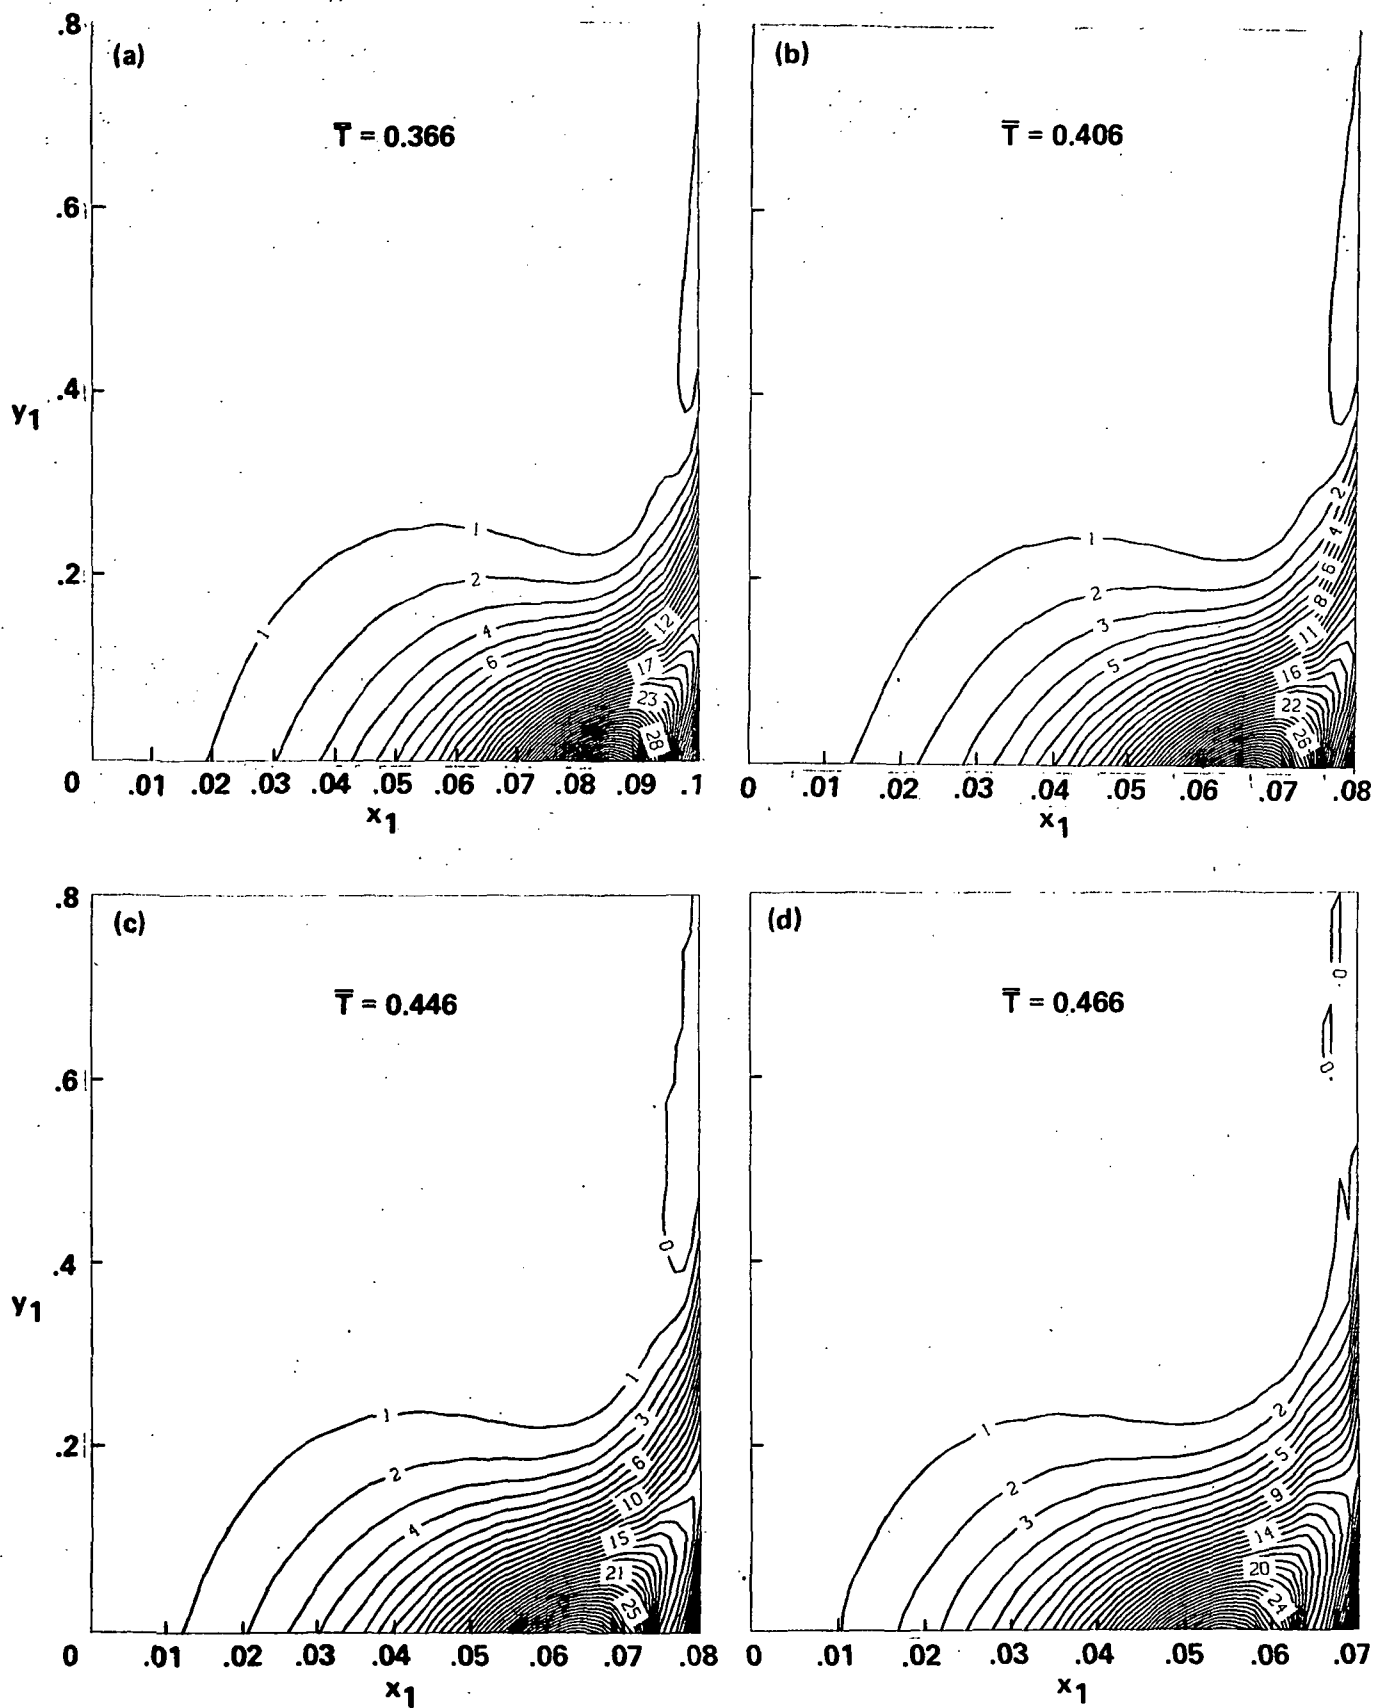 (a)
T̅ = 0.366
.8
.6
.4
.2
y1
1
1
2
4
6
12
17
23
28
0 .01 .02 .03 .04 .05 .06 .07 .08 .09 .1
x1
(b)
T̅ = 0.406
1
2
3
5
2
4
6
8
11
16
22
26
0 .01 .02 .03 .04 .05 .06 .07 .08
x1
(c)
T̅ = 0.446
.8
.6
.4
.2
y1
0
1
1
2
3
4
6
10
15
21
25
0 .01 .02 .03 .04 .05 .06 .07 .08
x1
(d)
T̅ = 0.466
0
0
1
2
2
3
5
9
14
20
24
0 .01 .02 .03 .04 .05 .06 .07
x1